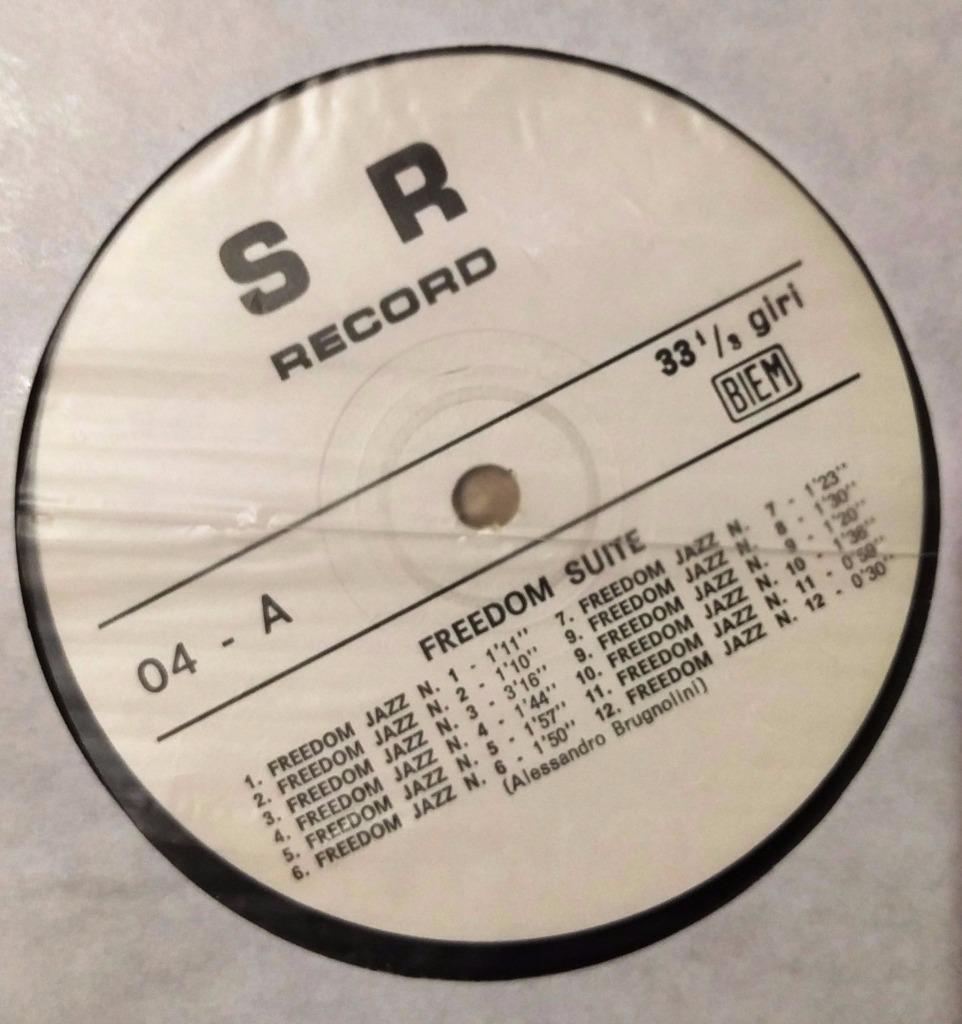 S R
RECORD
33 1/3 giri
BIEM
04 - A
FREEDOM SUITE
1. FREEDOM JAZZ N. 1 - 1'11''
2. FREEDOM JAZZ N. 2 - 1'10''
3. FREEDOM JAZZ N. 3 - 3'16''
4. FREEDOM JAZZ N. 4 - 1'44''
5. FREEDOM JAZZ N. 5 - 1'57''
6. FREEDOM JAZZ N. 6 - 1'50''
7. FREEDOM JAZZ N. 7 - 1'23''
9. FREEDOM JAZZ N. 8 - 1'30''
9. FREEDOM JAZZ N. 9 - 1'20''
10. FREEDOM JAZZ N. 10 - 1'36''
11. FREEDOM JAZZ N. 11 - 0'59''
12. FREEDOM JAZZ N. 12 - 0'30''
(Alessandro Brugnolini)